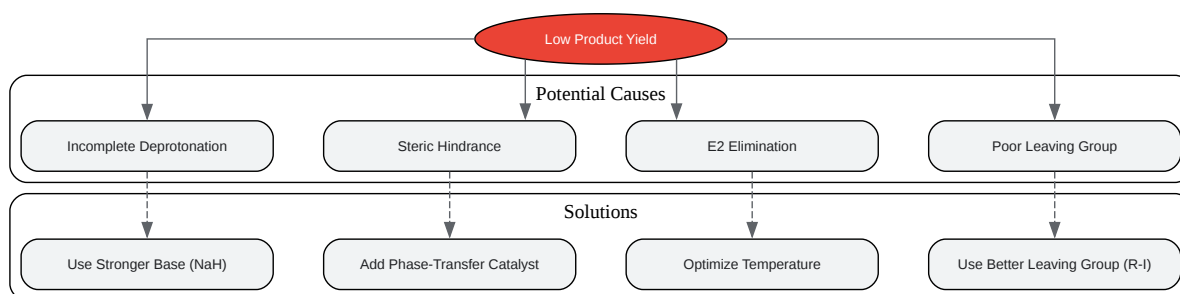 Low Product Yield
Potential Causes
Incomplete Deprotonation
Steric Hindrance
E2 Elimination
Poor Leaving Group
Solutions
Use Stronger Base (NaH)
Add Phase-Transfer Catalyst
Optimize Temperature
Use Better Leaving Group (R-I)